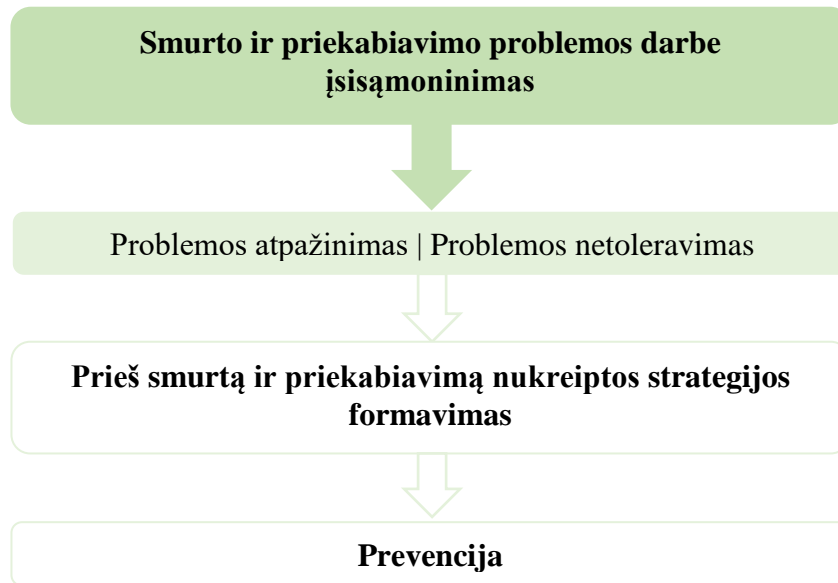 Smurto ir priekabiavimo problemos darbe
įsisąmoninimas
Problemos atpažinimas | Problemos netoleravimas
Prieš smurtą ir priekabiavimą nukreiptos strategijos
formavimas
Prevencija